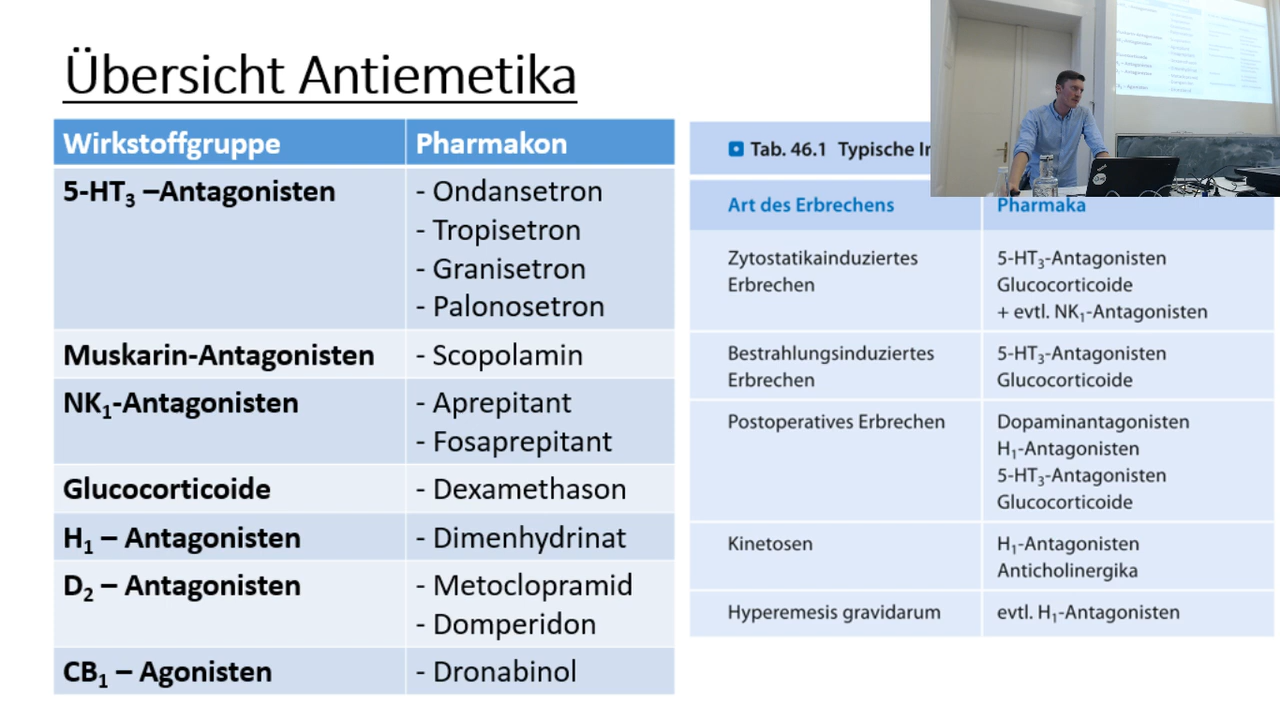 Übersicht Antiemetika
Wirkstoffgruppe Pharmakon
5-HT₃ –Antagonisten - Ondansetron
- Tropisetron
- Granisetron
- Palonosetron
Muskarin-Antagonisten - Scopolamin
NK₁-Antagonisten - Aprepitant
- Fosaprepitant
Glucocorticoide - Dexamethason
H₁ – Antagonisten - Dimenhydrinat
D₂ – Antagonisten - Metoclopramid
- Domperidon
CB₁ – Agonisten - Dronabinol
Tab. 46.1 Typische
Art des Erbrechens Pharmaka
Zytostatikainduziertes 5-HT₃-Antagonisten
Erbrechen Glucocorticoide
+ evtl. NK₁-Antagonisten
Bestrahlungsinduziertes 5-HT₃-Antagonisten
Erbrechen Glucocorticoide
Postoperatives Erbrechen Dopaminantagonisten
H₁-Antagonisten
5-HT₃-Antagonisten
Glucocorticoide
Kinetosen H₁-Antagonisten
Anticholinergika
Hyperemesis gravidarum evtl. H₁-Antagonisten